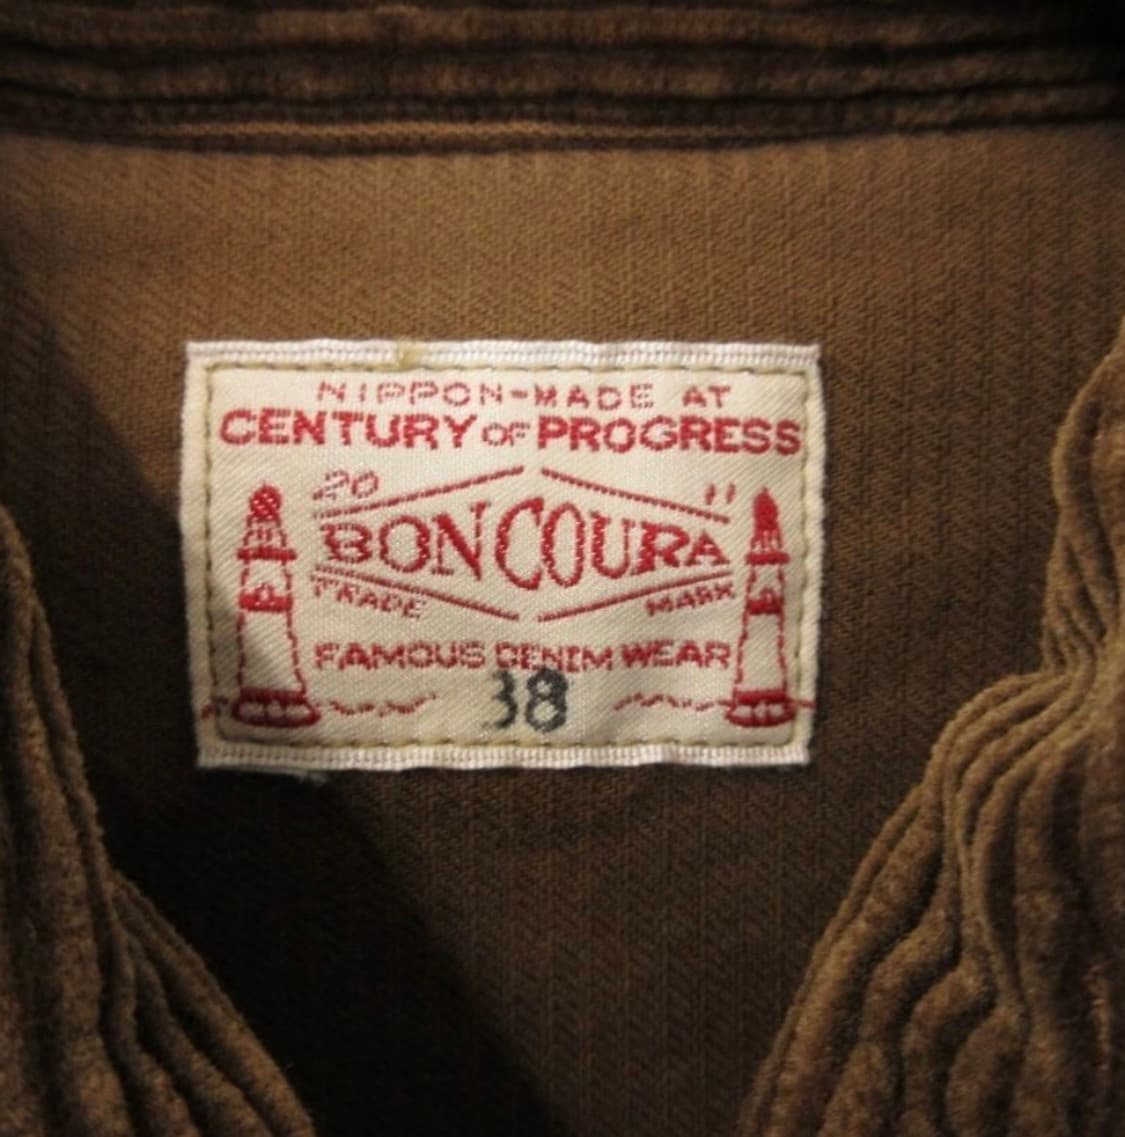 NIPPON-MADE AT
CENTURY OF PROGRESS
20 11
BONCOURA
TRADE MARK
FAMOUS DENIM WEAR
38